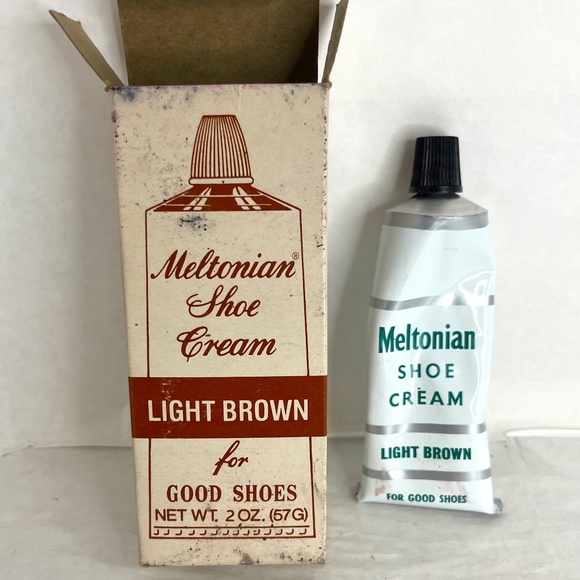 Meltonian®
Shoe
Cream
LIGHT BROWN
for
GOOD SHOES
NET WT. 2 OZ. (57G)
Meltonian
SHOE
CREAM
LIGHT BROWN
FOR GOOD SHOES